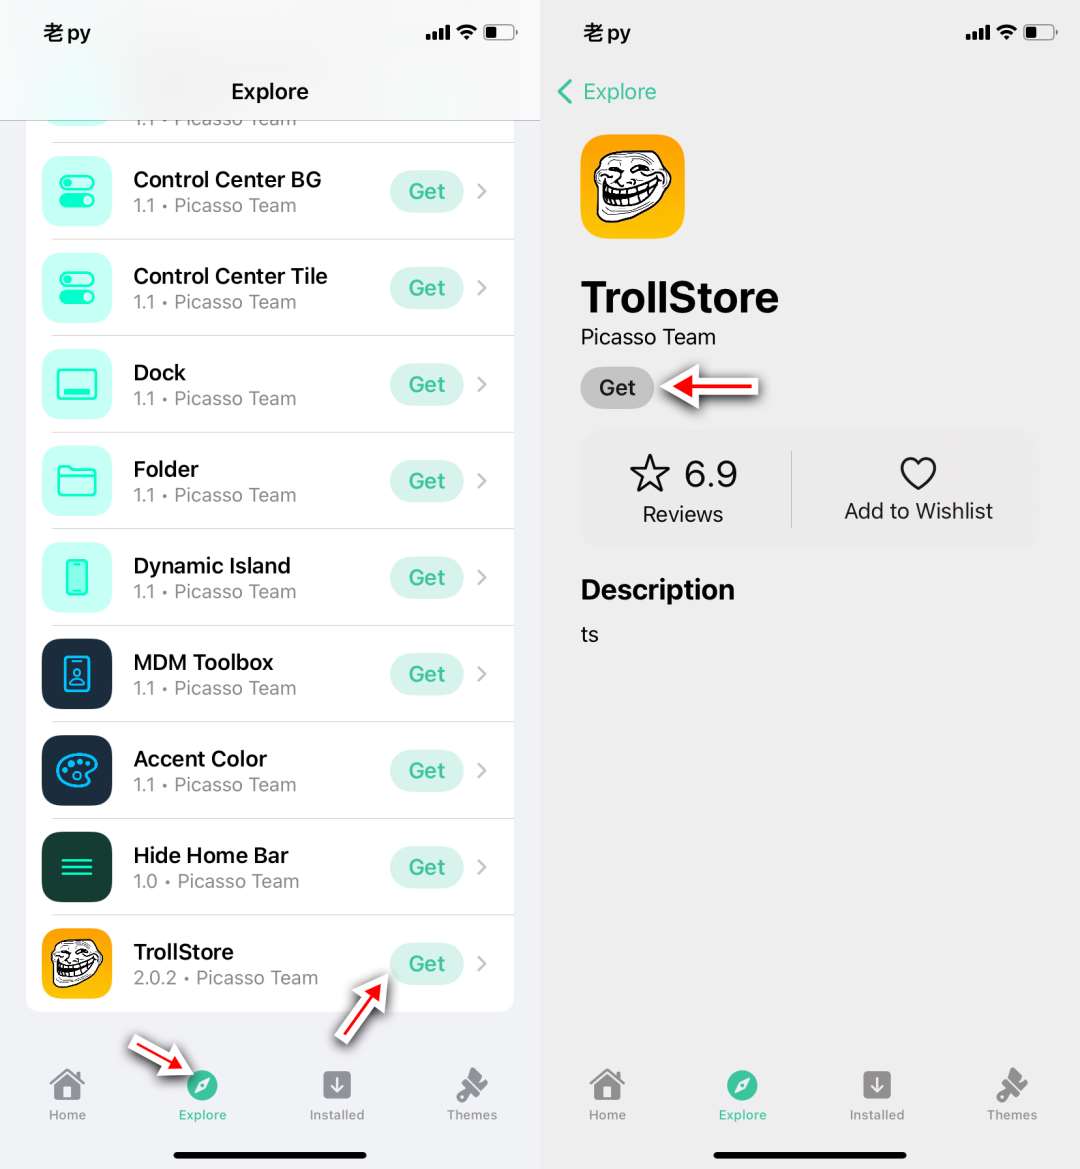 老py
Explore
1.1 • Picasso Team
Control Center BG
1.1 • Picasso Team
Get
Control Center Tile
1.1 • Picasso Team
Get
Dock
1.1 • Picasso Team
Get
Folder
1.1 • Picasso Team
Get
Dynamic Island
1.1 • Picasso Team
Get
MDM Toolbox
1.1 • Picasso Team
Get
Accent Color
1.1 • Picasso Team
Get
Hide Home Bar
1.0 • Picasso Team
Get
TrollStore
2.0.2 • Picasso Team
Get
Home
Explore
Installed
Themes
老py
Explore
TrollStore
Picasso Team
Get
6.9
Reviews
Add to Wishlist
Description
ts
Home
Explore
Installed
Themes